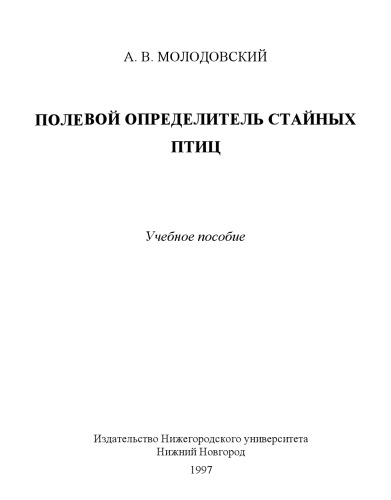 А. В. МОЛОДОВСКИЙ
ПОЛЕВОЙ ОПРЕДЕЛИТЕЛЬ СТАЙНЫХ
ПТИЦ
Учебное пособие
Издательство Нижегородского университета
Нижний Новгород
1997